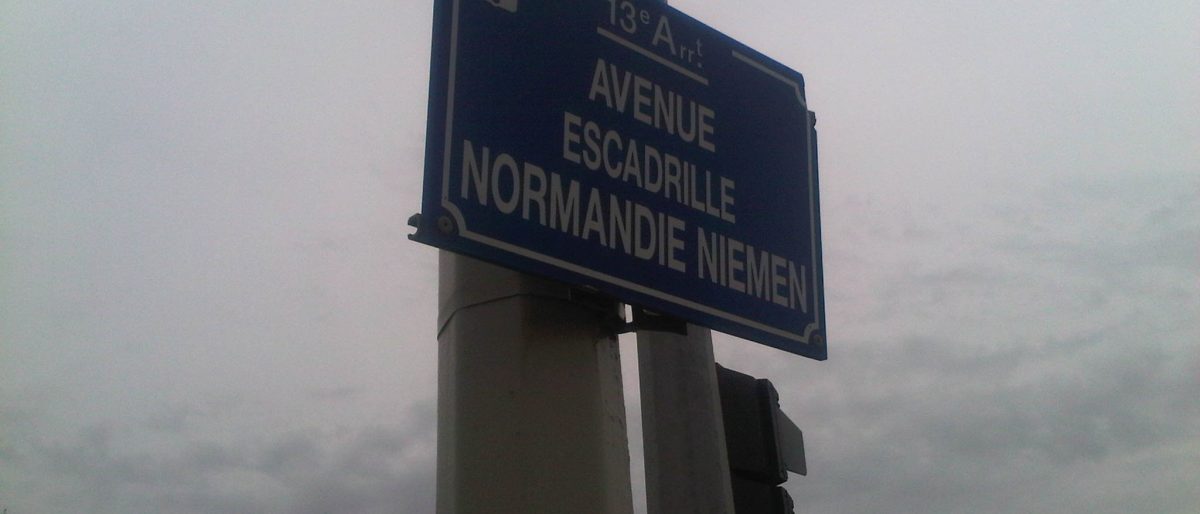 13e Arrt.
AVENUE
ESCADRILLE
NORMANDIE NIEMEN